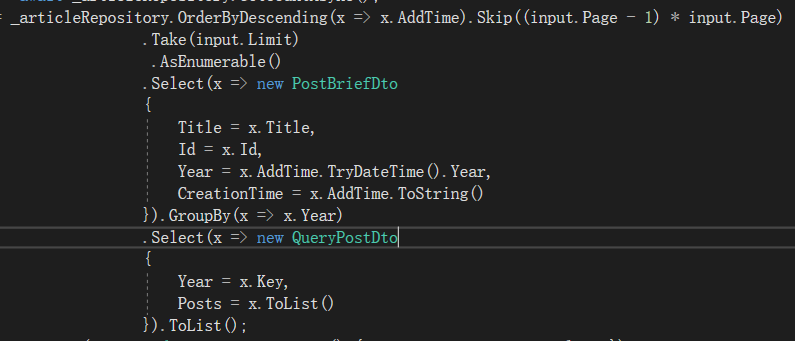 _articleRepository.OrderByDescending(x => x.AddTime).Skip((input.Page - 1) * input.Page)
.Take(input.Limit)
.AsEnumerable()
.Select(x => new PostBriefDto
{
Title = x.Title,
Id = x.Id,
Year = x.AddTime.TryDateTime().Year,
CreationTime = x.AddTime.ToString()
}).GroupBy(x => x.Year)
.Select(x => new QueryPostDto
{
Year = x.Key,
Posts = x.ToList()
}).ToList();